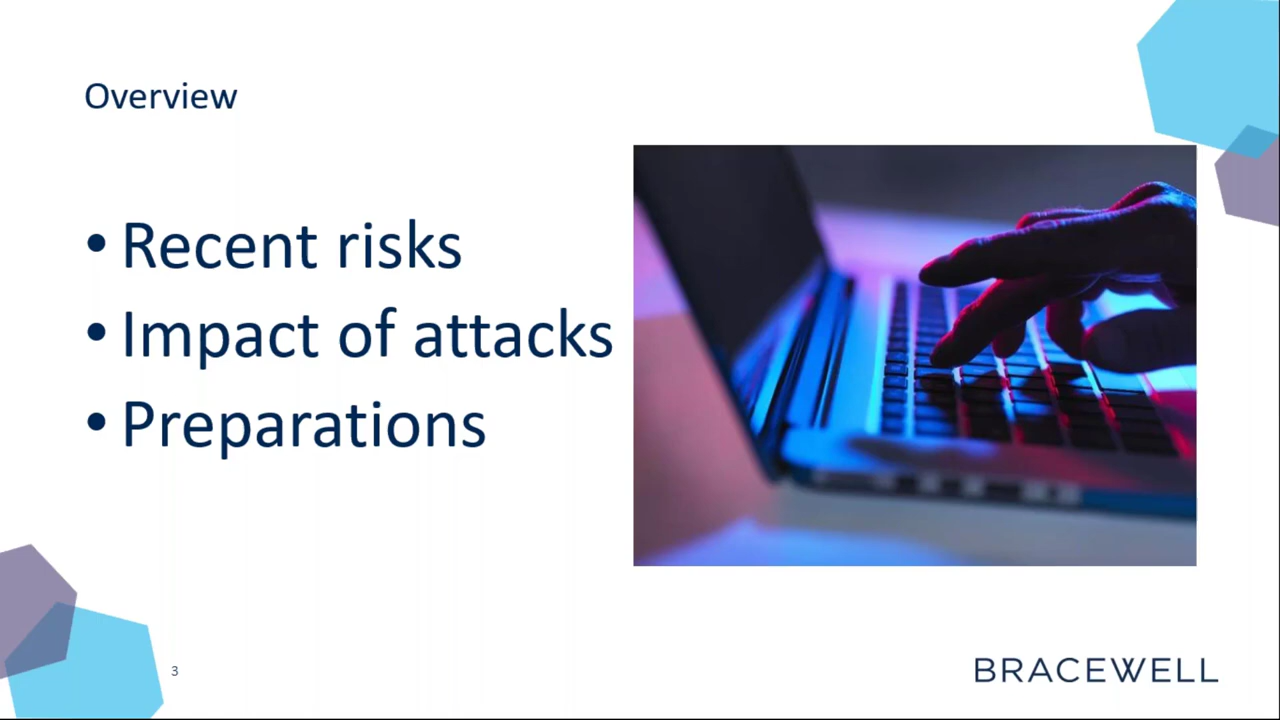 Overview
• Recent risks
• Impact of attacks
• Preparations
3
BRACEWELL